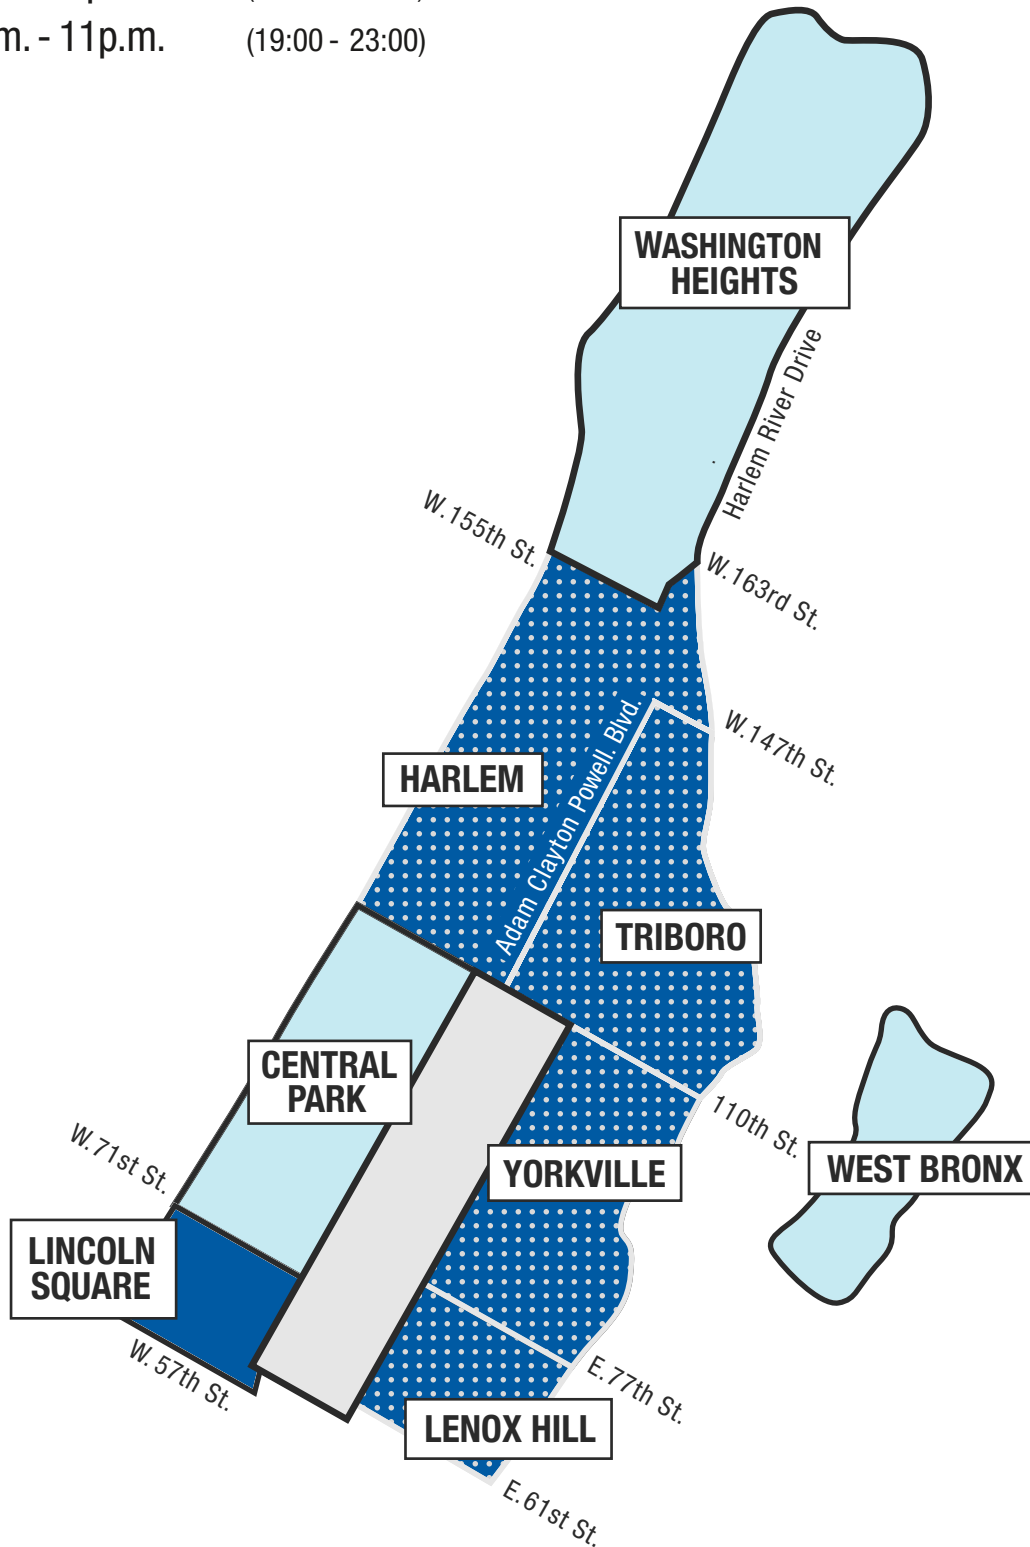 m. - 11p.m. (19:00 - 23:00)
WASHINGTON
HEIGHTS
Harlem River Drive
W.155th St.
W.163rd St.
W.147th St.
Adam Clayton Powell. Blvd.
HARLEM
TRIBORO
CENTRAL
PARK
110th St.
W.71st St.
YORKVILLE
WEST BRONX
LINCOLN
SQUARE
W. 57th St.
E.77th St.
LENOX HILL
E.61st St.